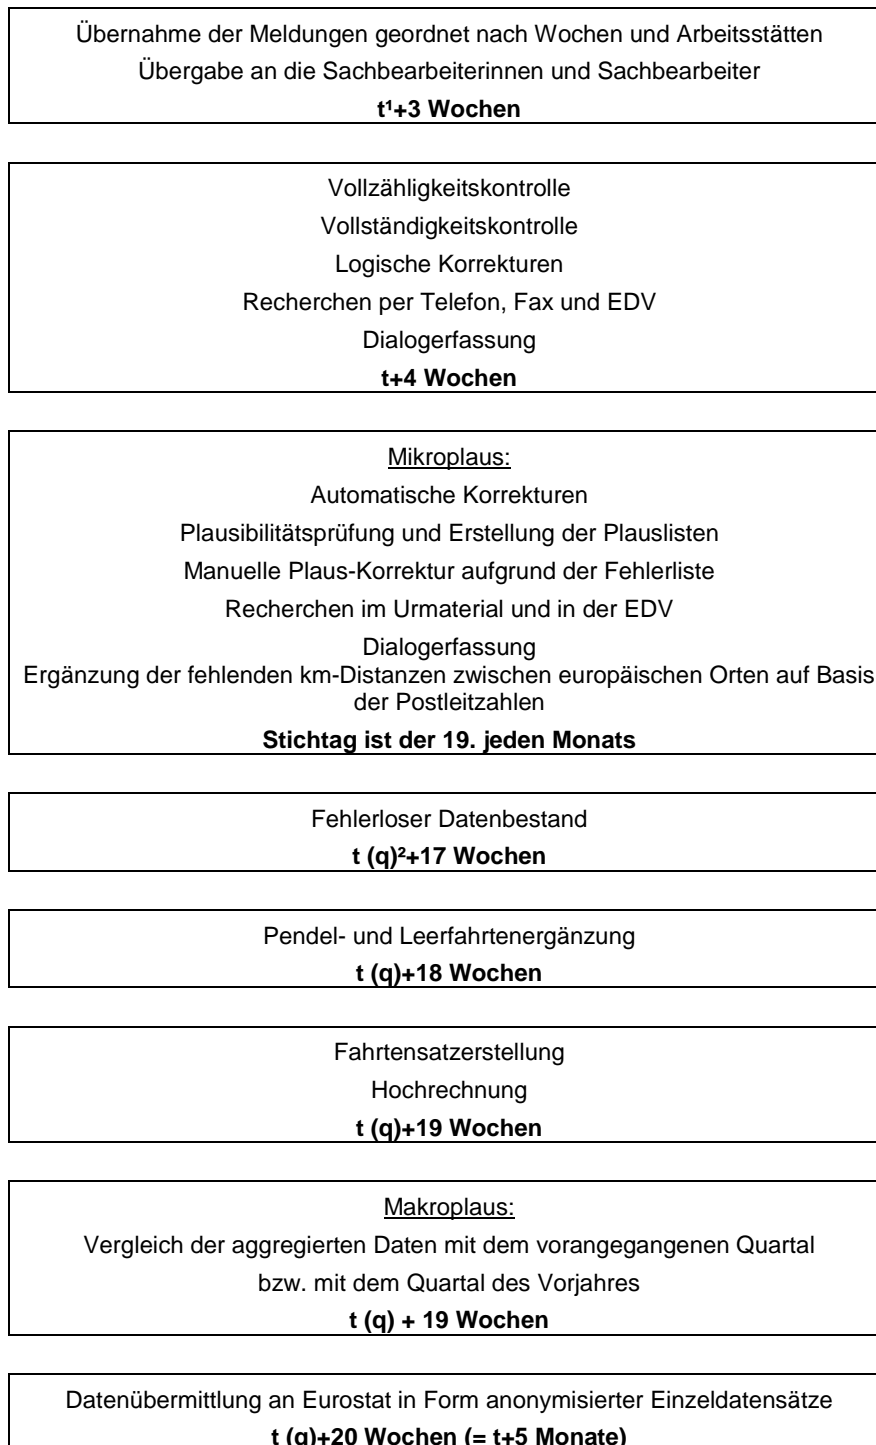 Übernahme der Meldungen geordnet nach Wochen und Arbeitsstätten
Übergabe an die Sachbearbeiterinnen und Sachbearbeiter
t¹+3 Wochen
Vollzähligkeitskontrolle
Vollständigkeitskontrolle
Logische Korrekturen
Recherchen per Telefon, Fax und EDV
Dialogerfassung
t+4 Wochen
Mikroplaus:
Automatische Korrekturen
Plausibilitätsprüfung und Erstellung der Plauslisten
Manuelle Plaus-Korrektur aufgrund der Fehlerliste
Recherchen im Urmaterial und in der EDV
Dialogerfassung
Ergänzung der fehlenden km-Distanzen zwischen europäischen Orten auf Basis
der Postleitzahlen
Stichtag ist der 19. jeden Monats
Fehlerloser Datenbestand
t (q)²+17 Wochen
Pendel- und Leerfahrtenergänzung
t (q)+18 Wochen
Fahrtensatzerstellung
Hochrechnung
t (q)+19 Wochen
Makroplaus:
Vergleich der aggregierten Daten mit dem vorangegangenen Quartal
bzw. mit dem Quartal des Vorjahres
t (q) + 19 Wochen
Datenübermittlung an Eurostat in Form anonymisierter Einzeldatensätze
t (q)+20 Wochen (= t+5 Monate)